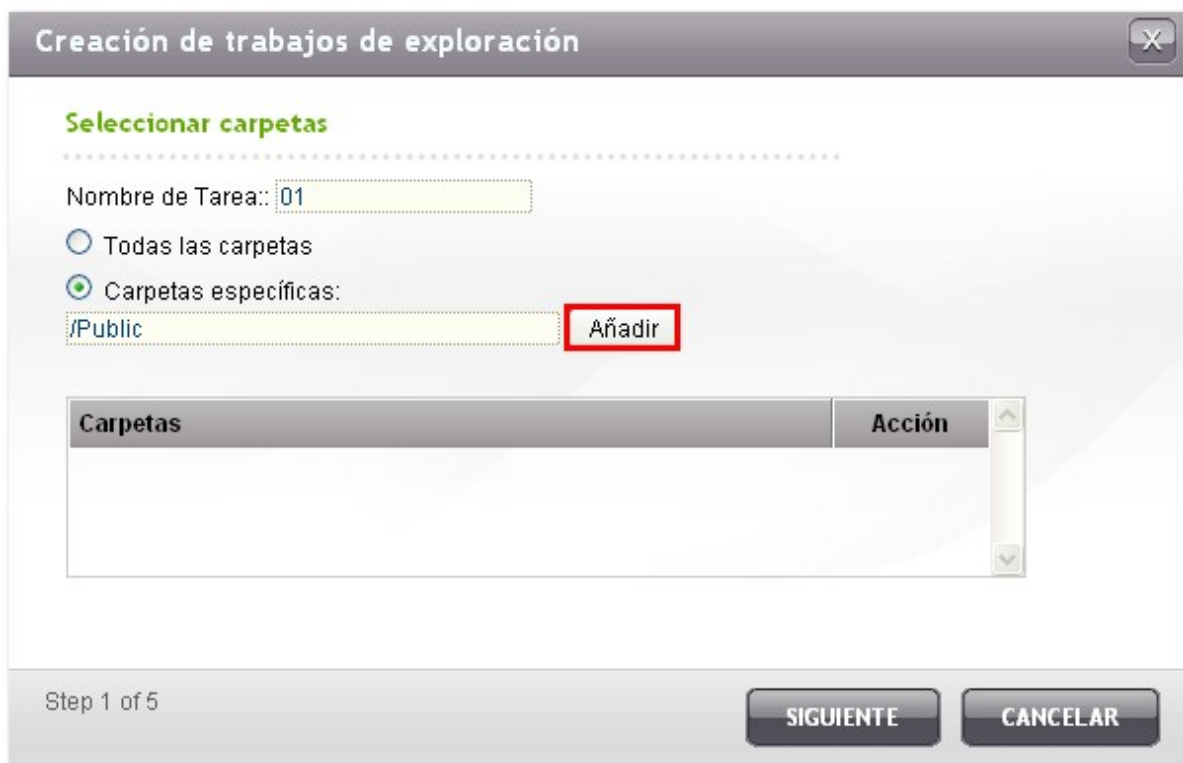 Creación de trabajos de exploración
X
Seleccionar carpetas
Nombre de Tarea:: 01
Todas las carpetas
Carpetas específicas:
/Public Añadir
Carpetas Acción
Step 1 of 5 SIGUIENTE CANCELAR